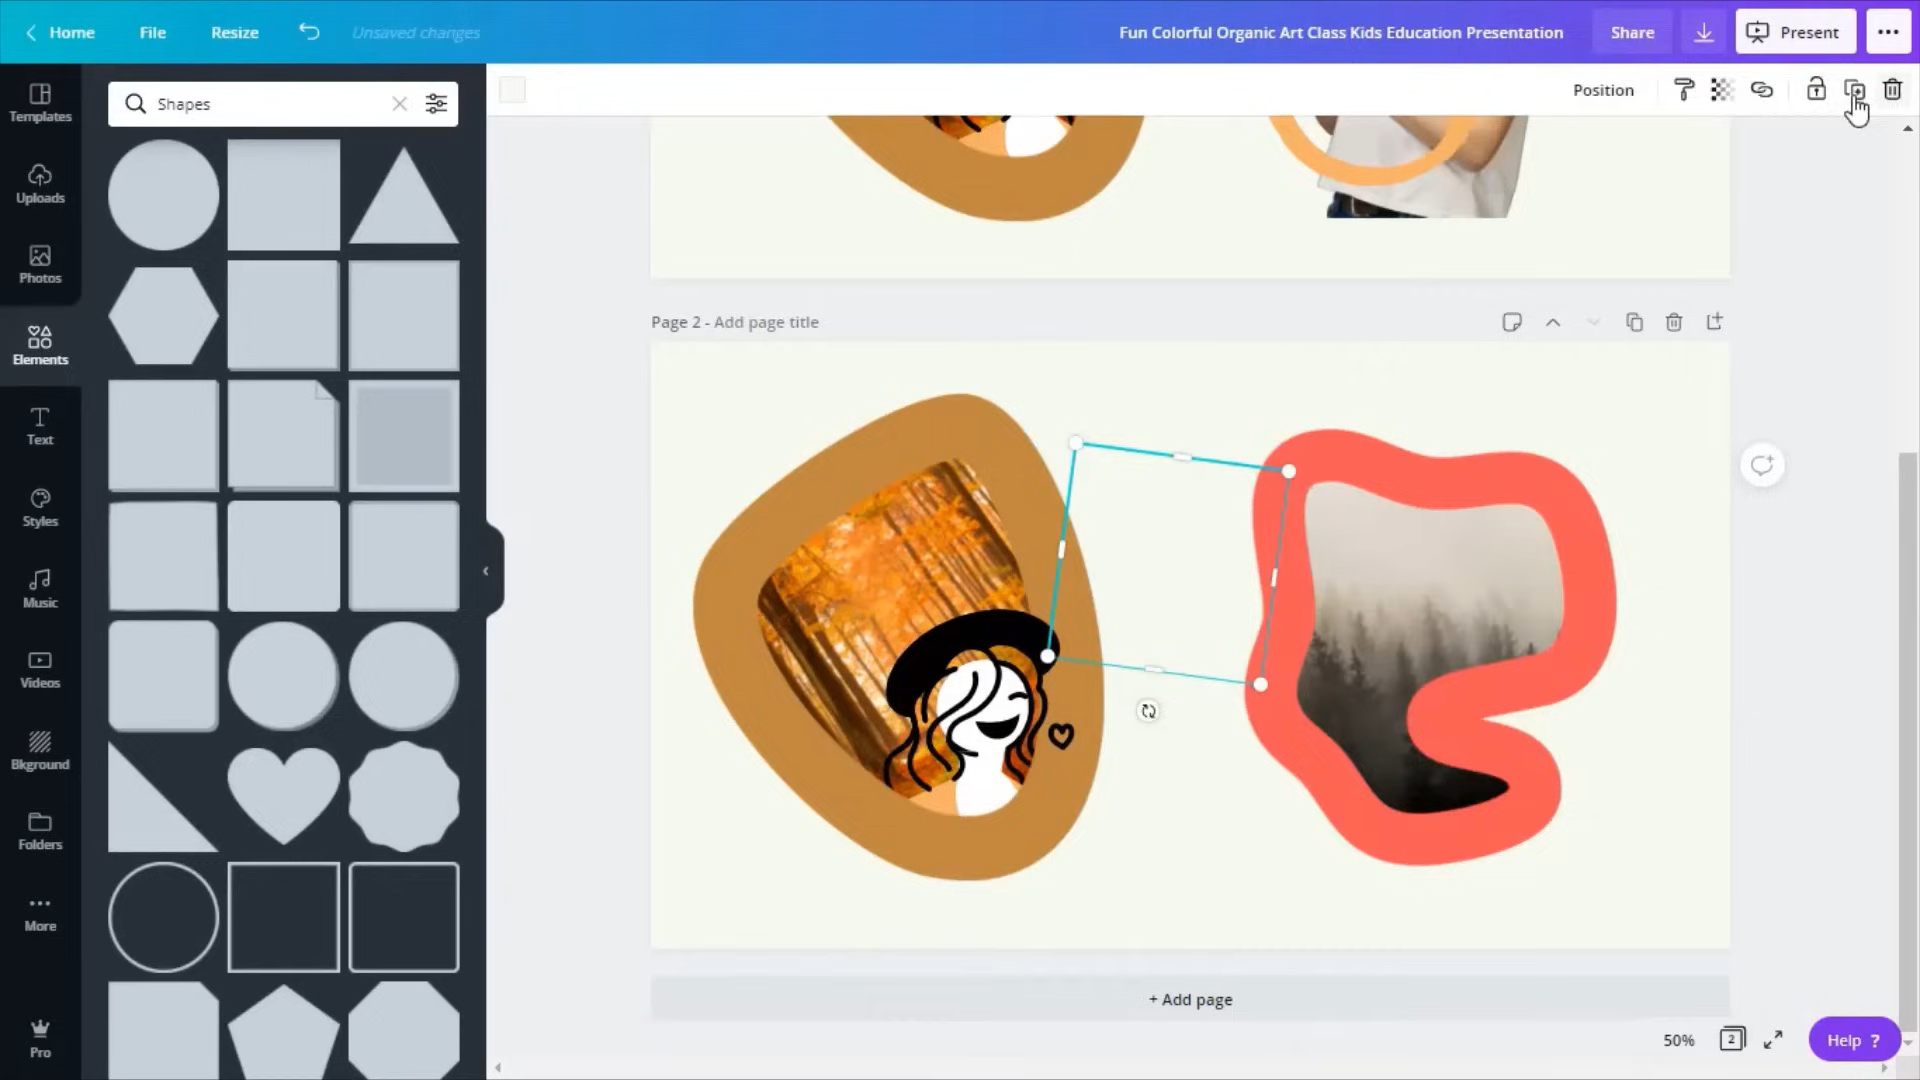 Home
File
Resize
Unsaved changes
Fun Colorful Organic Art Class Kids Education Presentation
Share
Present
Templates
Uploads
Photos
Elements
Text
Styles
Music
Videos
Bkground
Folders
More
Pro
Shapes
Position
Page 2 - Add page title
+ Add page
50%
2
Help ?